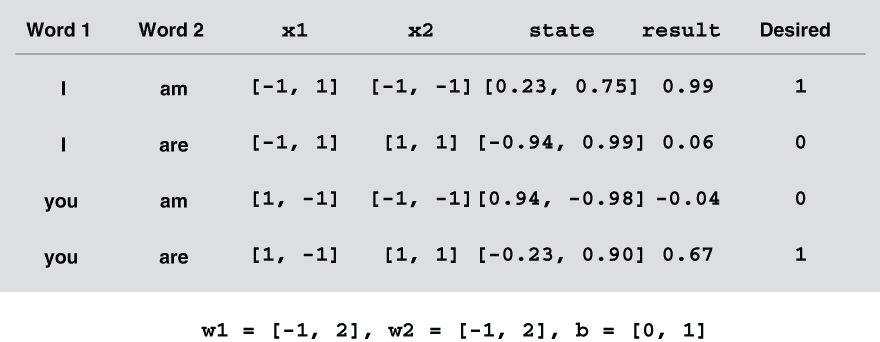 Word 1 Word 2 x1 x2 state result Desired
I am [-1, 1] [-1, -1] [0.23, 0.75] 0.99 1
I are [-1, 1] [1, 1] [-0.94, 0.99] 0.06 0
you am [1, -1] [-1, -1] [0.94, -0.98] -0.04 0
you are [1, -1] [1, 1] [-0.23, 0.90] 0.67 1
w1 = [-1, 2], w2 = [-1, 2], b = [0, 1]